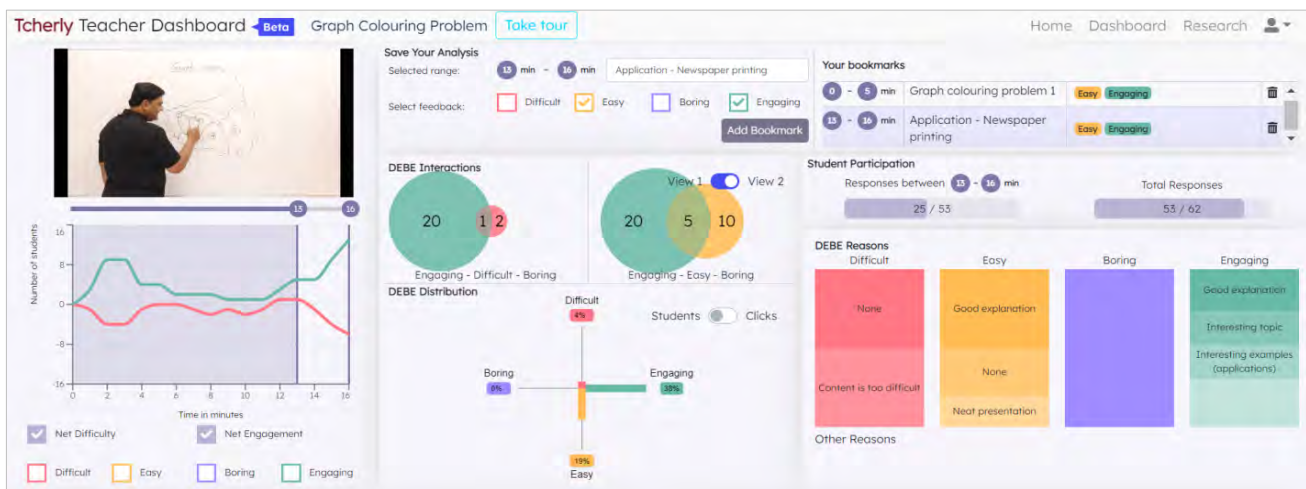 Tcherly Teacher Dashboard Beta Graph Colouring Problem Take tour Home Dashboard Research
Save Your Analysis
Selected range: 13 min - 16 min Application - Newspaper printing
Select feedback: Difficult Easy Boring Engaging
Add Bookmark
Your bookmarks
0 - 5 min Graph colouring problem 1 Easy Engaging
13 - 16 min Application - Newspaper printing Easy Engaging
13 16
Number of students
16
8
0
-8
-16
0 2 4 6 8 10 12 14 16
Time in minutes
Net Difficulty Net Engagement
Difficult Easy Boring Engaging
DEBE Interactions
View 1 View 2
20 1 2
Engaging - Difficult - Boring
20 5 10
Engaging - Easy - Boring
DEBE Distribution
Students Clicks
Difficult
4%
Boring
0%
Engaging
38%
19%
Easy
Student Participation
Responses between 13 - 16 min
25 / 53
Total Responses
53 / 62
DEBE Reasons
Difficult Easy Boring Engaging
None
Content is too difficult
Good explanation
None
Neat presentation
Good explanation
Interesting topic
Interesting examples
(applications)
Other Reasons